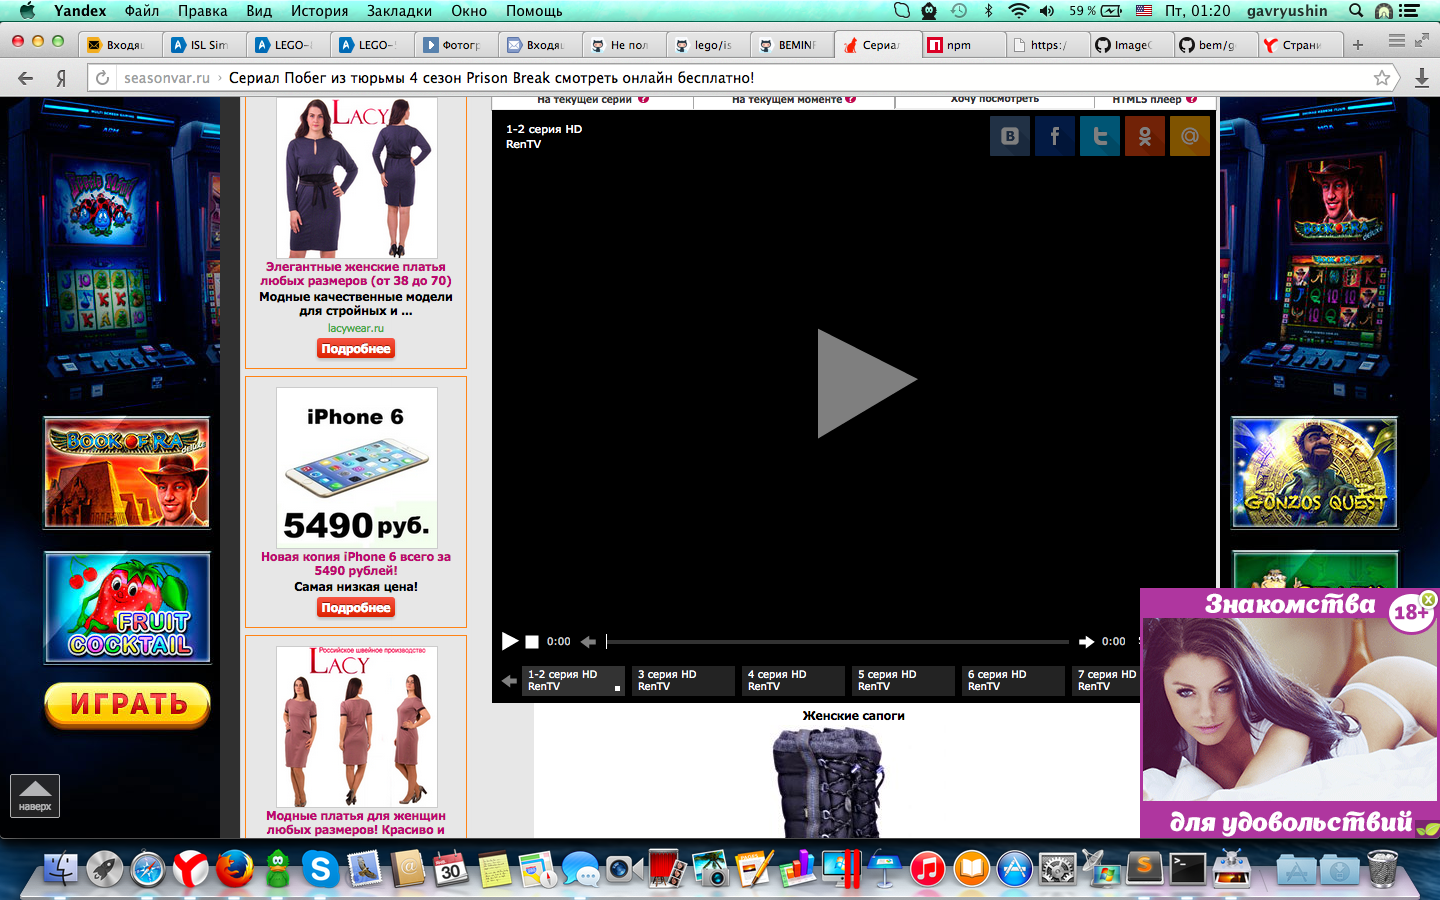 Yandex Файл Правка Вид История Закладки Окно Помощь
59 % Пт, 01:20 gavryushin
Входящ ISL Sim LEGO- LEGO- Фотогр Входящ Не пол lego/is BEMINF Сериал npm https:/ ImageC bem/g Страни
Я seasonvar.ru › Сериал Побег из тюрьмы 4 сезон Prison Break смотреть онлайн бесплатно!
На текущей серии ? На текущем моменте ? Хочу посмотреть HTML5 плеер ?
1-2 серия HD
RenTV
LACY
Элегантные женские платья
любых размеров (от 38 до 70)
Модные качественные модели
для стройных и ...
lacywear.ru
Подробнее
iPhone 6
5490 руб.
Новая копия iPhone 6 всего за
5490 рублей!
Самая низкая цена!
Подробнее
Российское швейное производство
LACY
Модные платья для женщин
любых размеров! Красиво и
BOOK OF RA
deluxe
FRUIT
COCKTAIL
ИГРАТЬ
наверх
0:00 0:00
1-2 серия HD
RenTV
3 серия HD
RenTV
4 серия HD
RenTV
5 серия HD
RenTV
6 серия HD
RenTV
7 серия HD
RenTV
Женские сапоги
BOOK OF RA
GONZOS QUEST
Знакомства
18+
для удовольствий
30